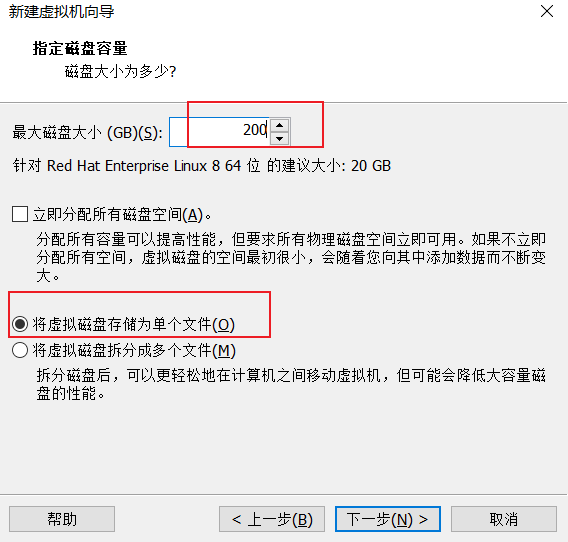 新建虚拟机向导
指定磁盘容量
磁盘大小为多少?
最大磁盘大小 (GB)(S): 200
针对 Red Hat Enterprise Linux 8 64 位 的建议大小: 20 GB
立即分配所有磁盘空间(A)。
分配所有容量可以提高性能，但要求所有物理磁盘空间立即可用。如果不立即
分配所有空间，虚拟磁盘的空间最初很小，会随着您向其中添加数据而不断变
大。
将虚拟磁盘存储为单个文件(O)
将虚拟磁盘拆分成多个文件(M)
拆分磁盘后，可以更轻松地在计算机之间移动虚拟机，但可能会降低大容量磁
盘的性能。
帮助 < 上一步(B) 下一步(N) > 取消